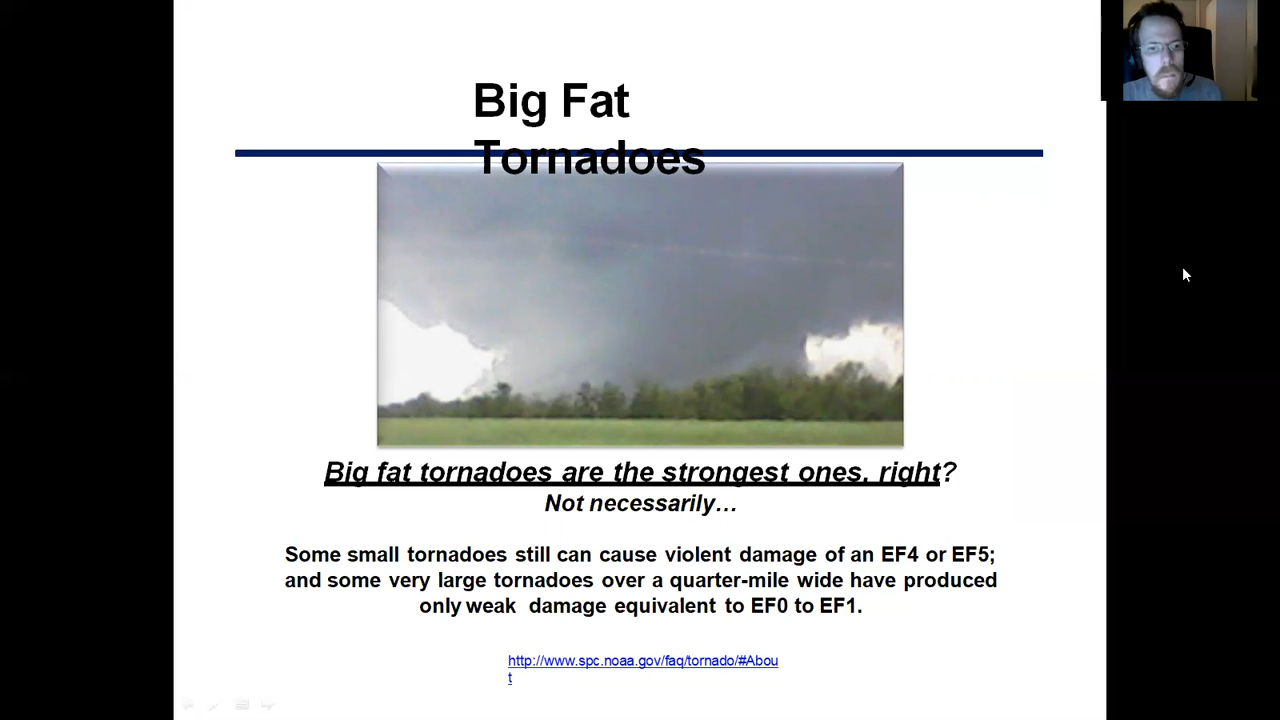 Big Fat
Tornadoes
Big fat tornadoes are the strongest ones, right?
Not necessarily…
Some small tornadoes still can cause violent damage of an EF4 or EF5;
and some very large tornadoes over a quarter-mile wide have produced
only weak damage equivalent to EF0 to EF1.
http://www.spc.noaa.gov/faq/tornado/#Abou
t